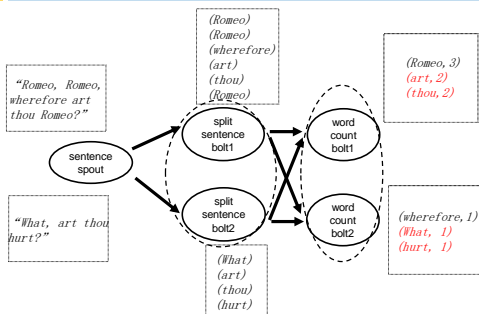 (Romeo)
(Romeo)
(wherefore)
(art)
(thou)
(Romeo)
"Romeo, Romeo,
wherefore art
thou Romeo?"
(Romeo, 3)
(art, 2)
(thou, 2)
sentence
spout
split
sentence
bolt1
word
count
bolt1
split
sentence
bolt2
word
count
bolt2
"What, art thou
hurt?"
(What)
(art)
(thou)
(hurt)
(wherefore, 1)
(What, 1)
(hurt, 1)